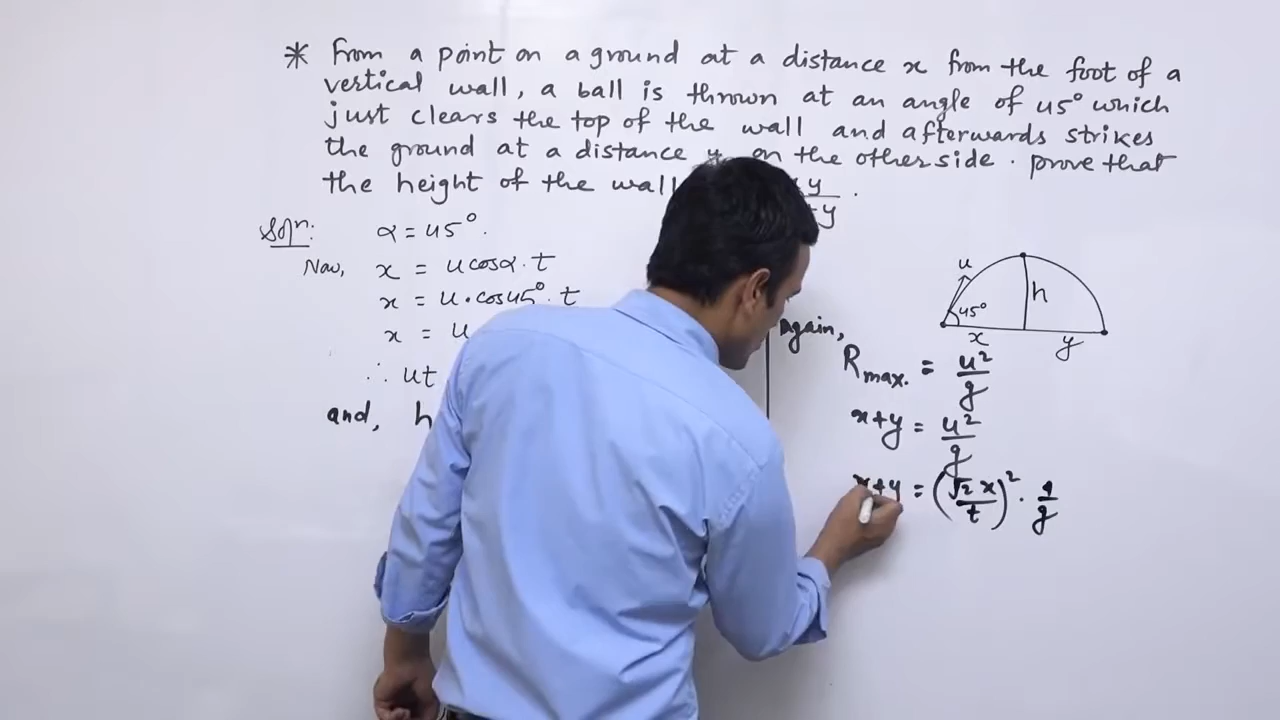 * From a point on a ground at a distance x from the foot of a
vertical wall, a ball is thrown at an angle of 45° which
just clears the top of the wall and afterwards strikes
the ground at a distance y on the other side. prove that
the height of the wall xy
+y .
Solⁿ: α = 45°.
Now, x = u cosα . t
x = u . cos45° . t
x = u
∴ ut
and, h
u
45°
h
x
y
Again,
R max. = u²/g
x+y = u²/g
x+y = (√2 x/t)² . 1/g